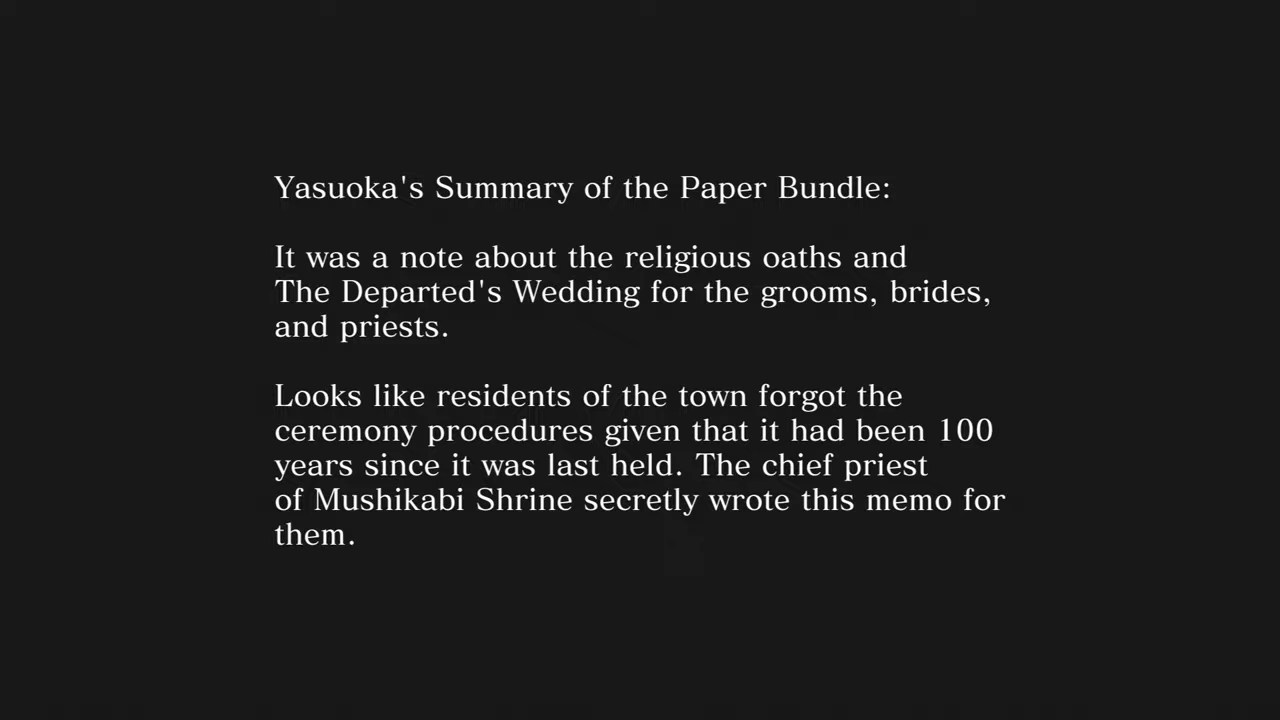 Yasuoka's Summary of the Paper Bundle:
It was a note about the religious oaths and
The Departed's Wedding for the grooms, brides,
and priests.
Looks like residents of the town forgot the
ceremony procedures given that it had been 100
years since it was last held. The chief priest
of Mushikabi Shrine secretly wrote this memo for
them.